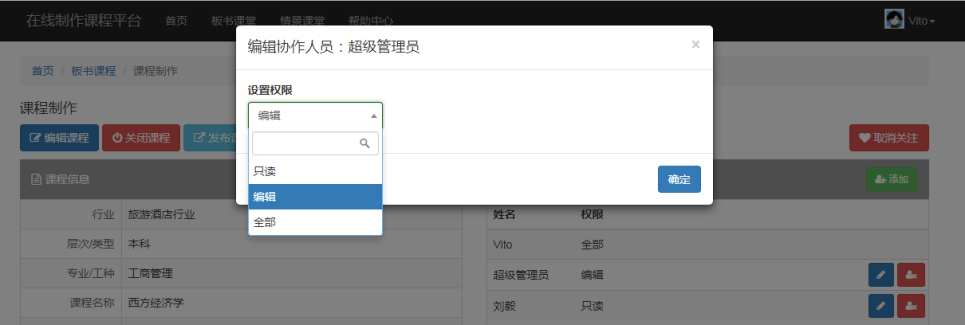 在线制作课程平台 首页 板书课堂 情景课堂 帮助中心 Vito
编辑协作人员：超级管理员 ×
首页 / 板书课程 / 课程制作
设置权限
课程制作
编辑
编辑课程 关闭课程 发布 取消关注
只读
确定
课程信息 添加
编辑
行业 旅游酒店行业 姓名 权限
全部
层次/类型 本科 Vito 全部
专业/工种 工商管理 超级管理员 编辑
课程名称 西方经济学 刘毅 只读